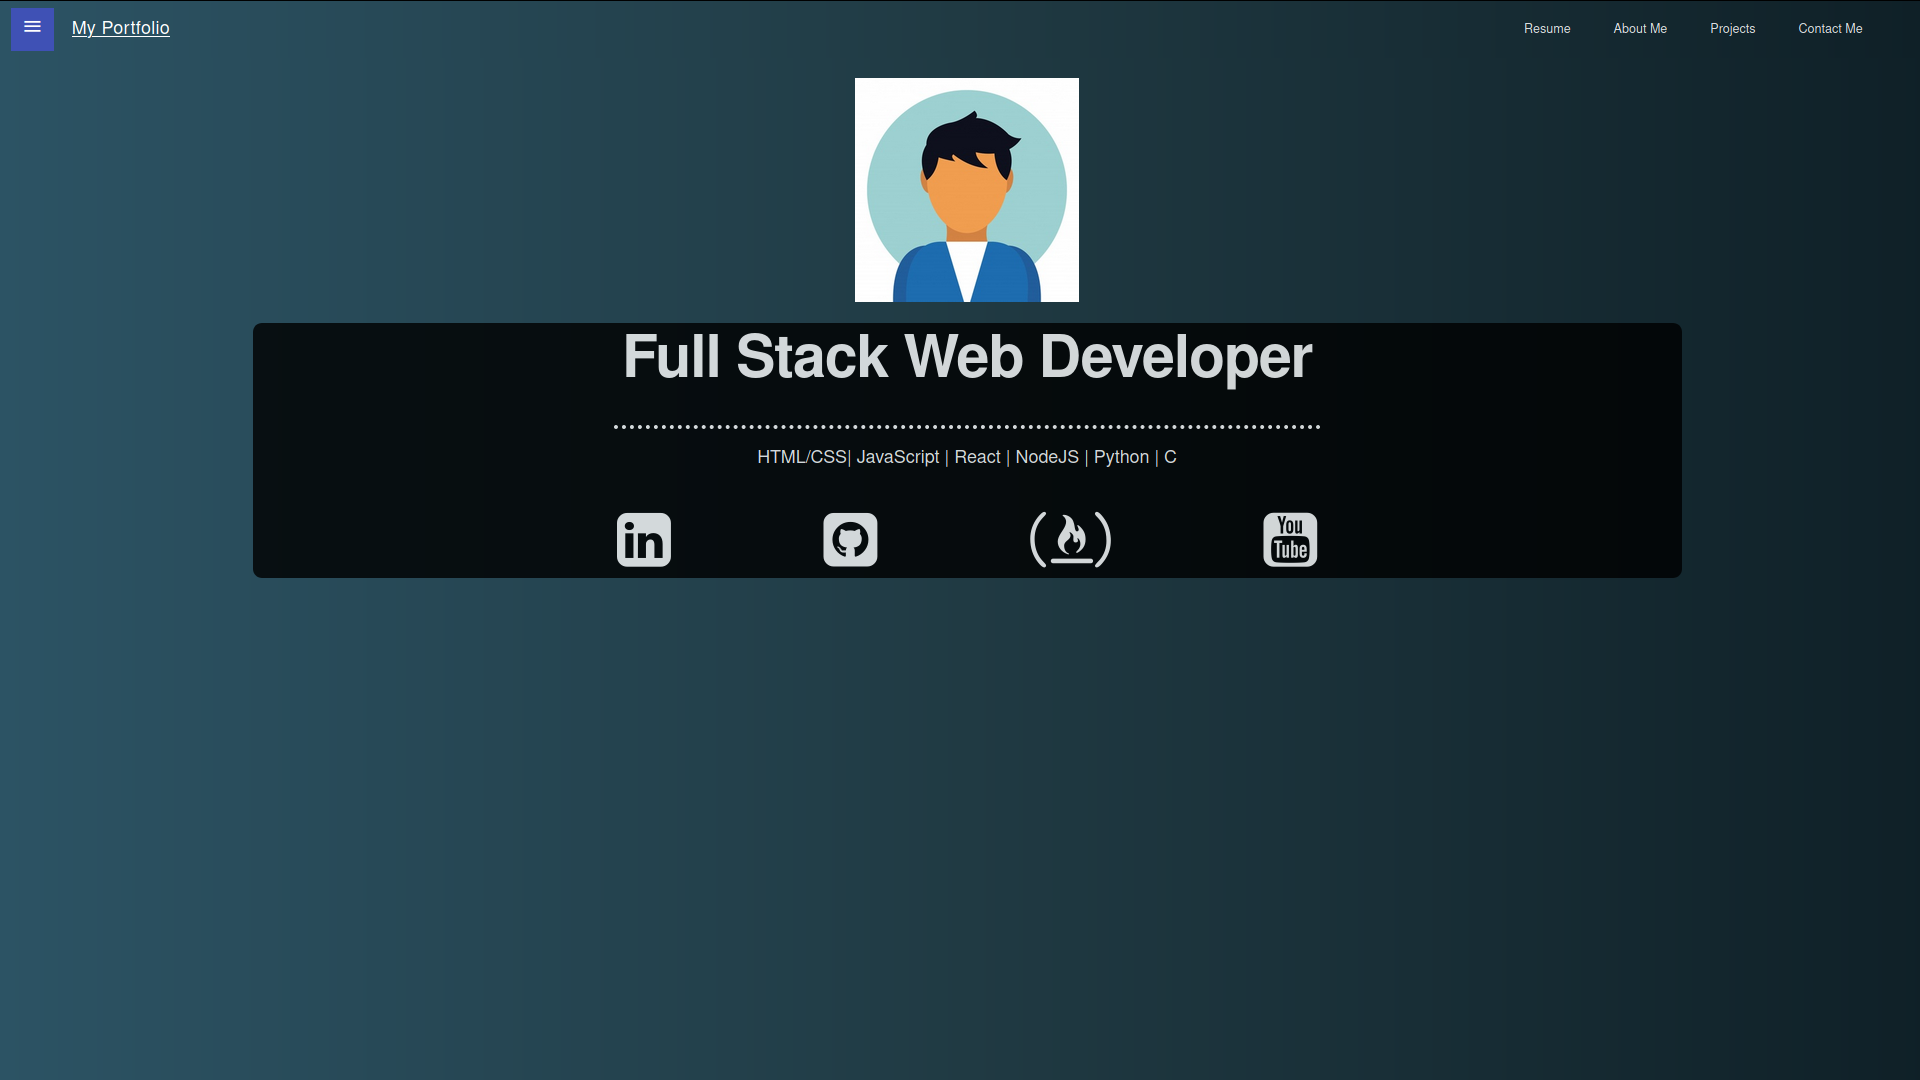 My Portfolio
Resume About Me Projects Contact Me
Full Stack Web Developer
HTML/CSS| JavaScript | React | NodeJS | Python | C
in
You
Tube